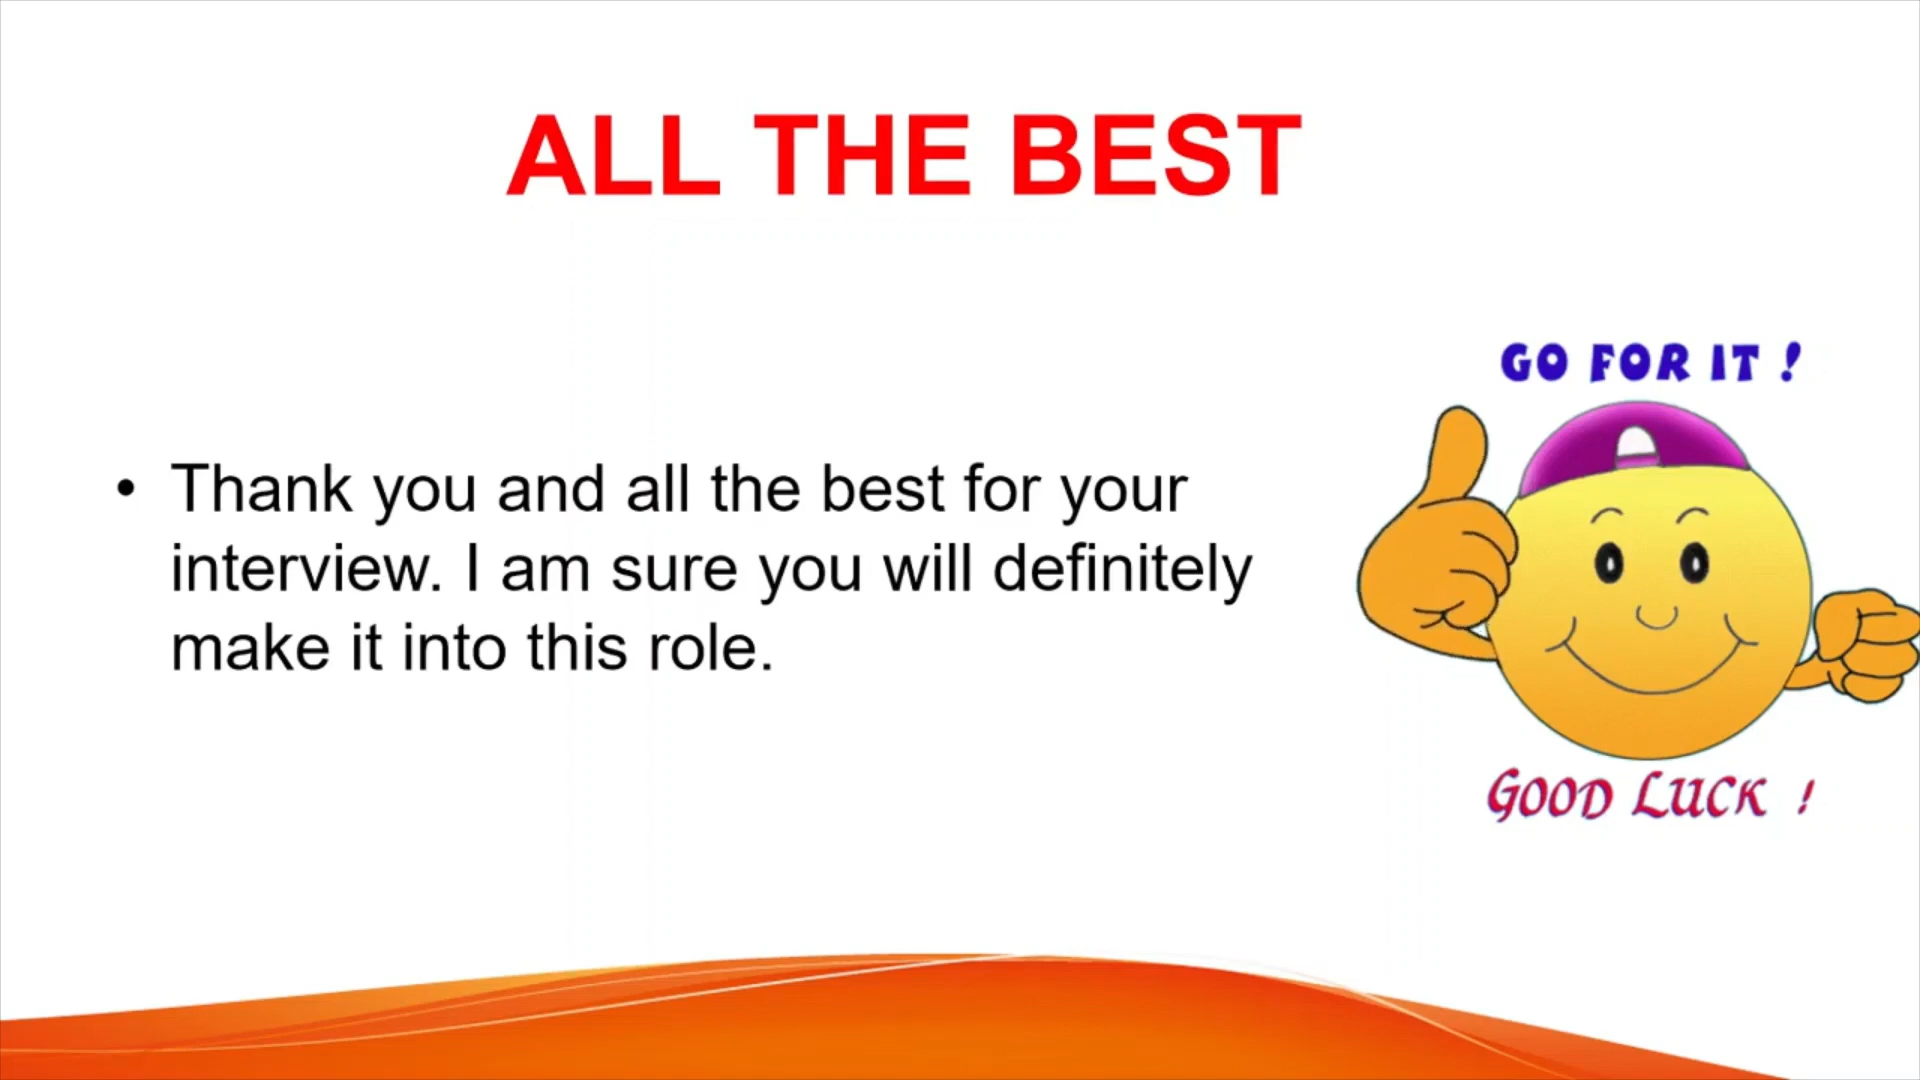 ALL THE BEST
GO FOR IT !
• Thank you and all the best for your
interview. I am sure you will definitely
make it into this role.
GOOD LUCK !